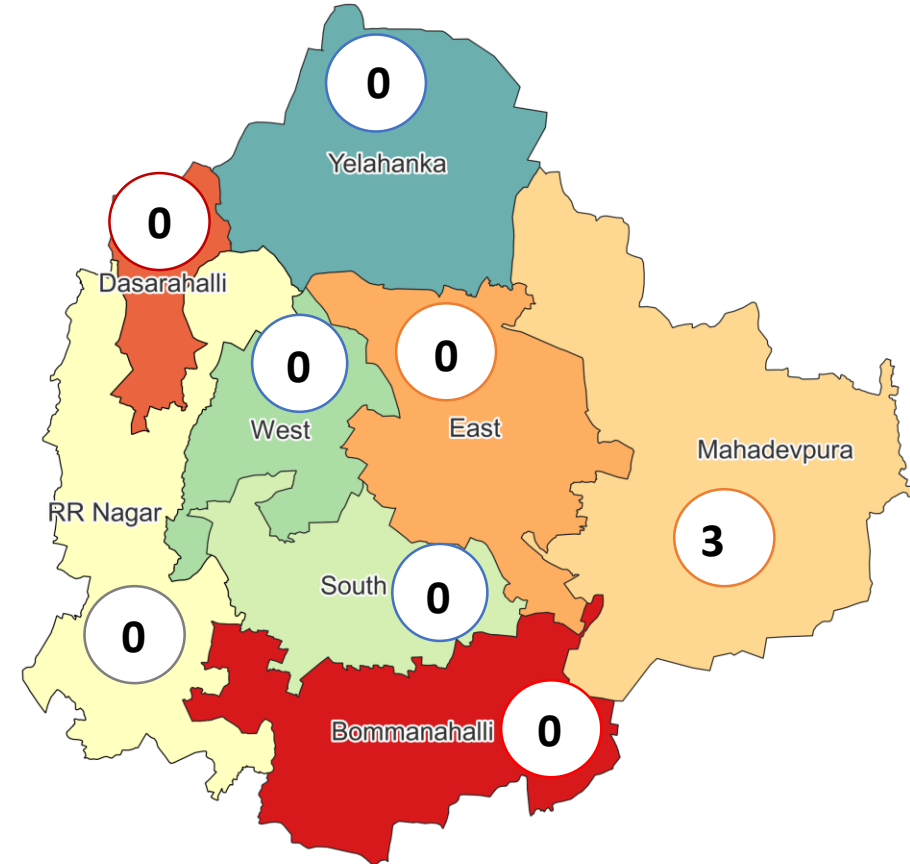 0
Yelahanka
0
Dasarahalli
0
0
West
East
Mahadevpura
RR Nagar
3
South
0
0
Bommanahalli
0